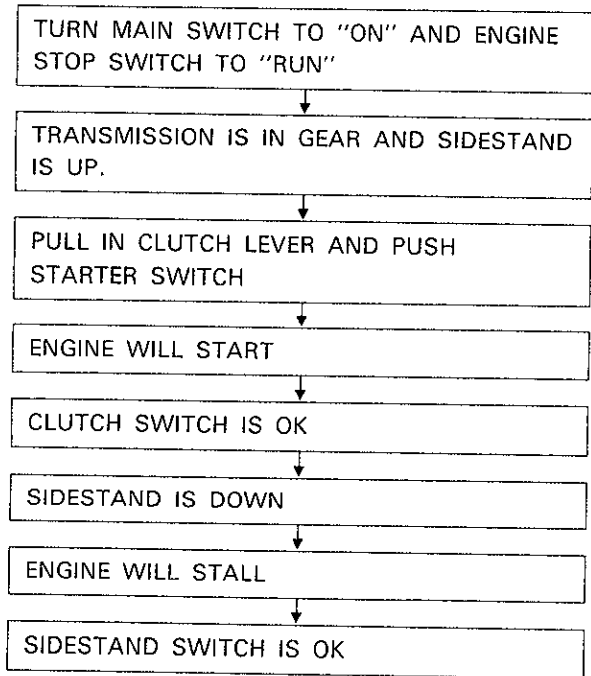 TURN MAIN SWITCH TO "ON" AND ENGINE
STOP SWITCH TO "RUN"
TRANSMISSION IS IN GEAR AND SIDESTAND
IS UP.
PULL IN CLUTCH LEVER AND PUSH
STARTER SWITCH
ENGINE WILL START
CLUTCH SWITCH IS OK
SIDESTAND IS DOWN
ENGINE WILL STALL
SIDESTAND SWITCH IS OK